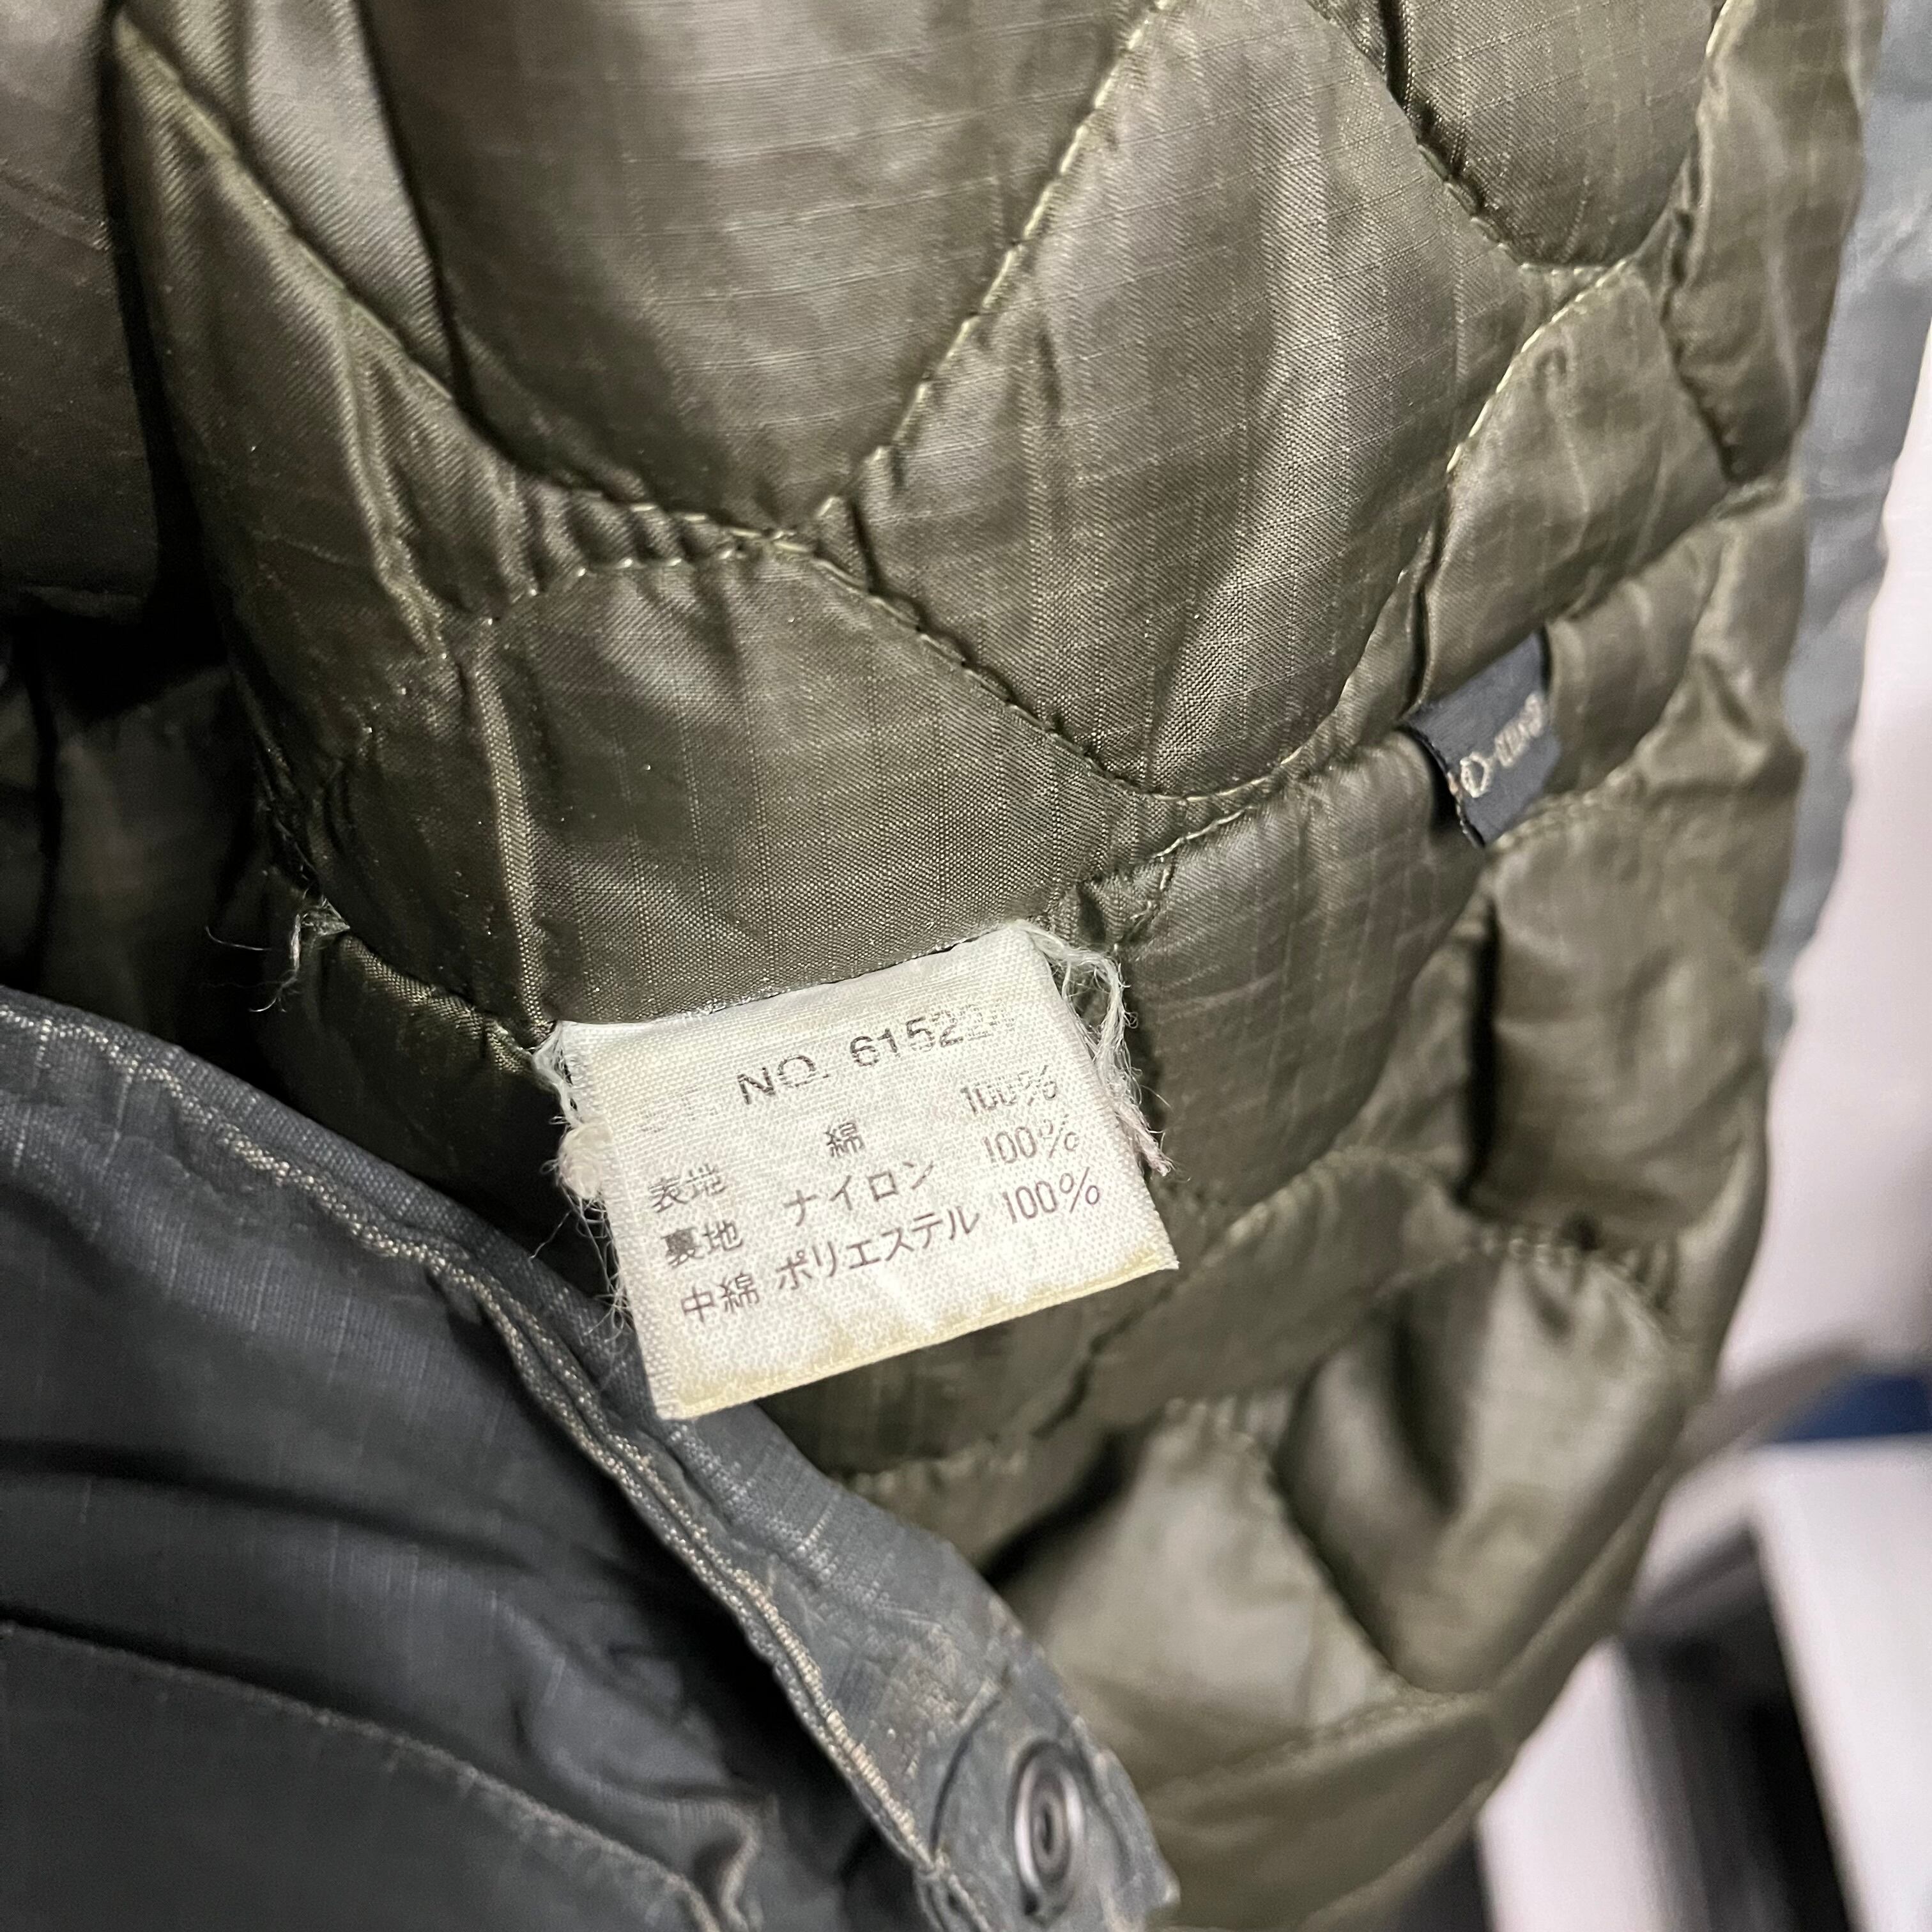 NO. 615224
表地 綿 100%
裏地 ナイロン 100%
中綿 ポリエステル 100%